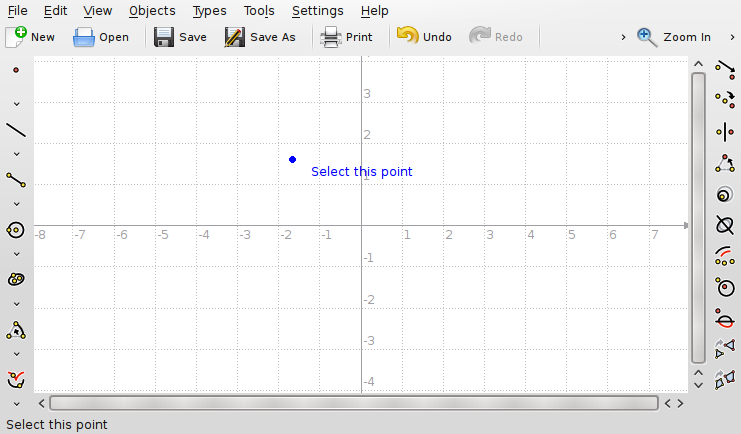 File Edit View Objects Types Tools Settings Help
New Open Save Save As Print Undo Redo Zoom In
3
2
Select this point
1
-8 -7 -6 -5 -4 -3 -2 -1 1 2 3 4 5 6 7
-1
-2
-3
-4
Select this point